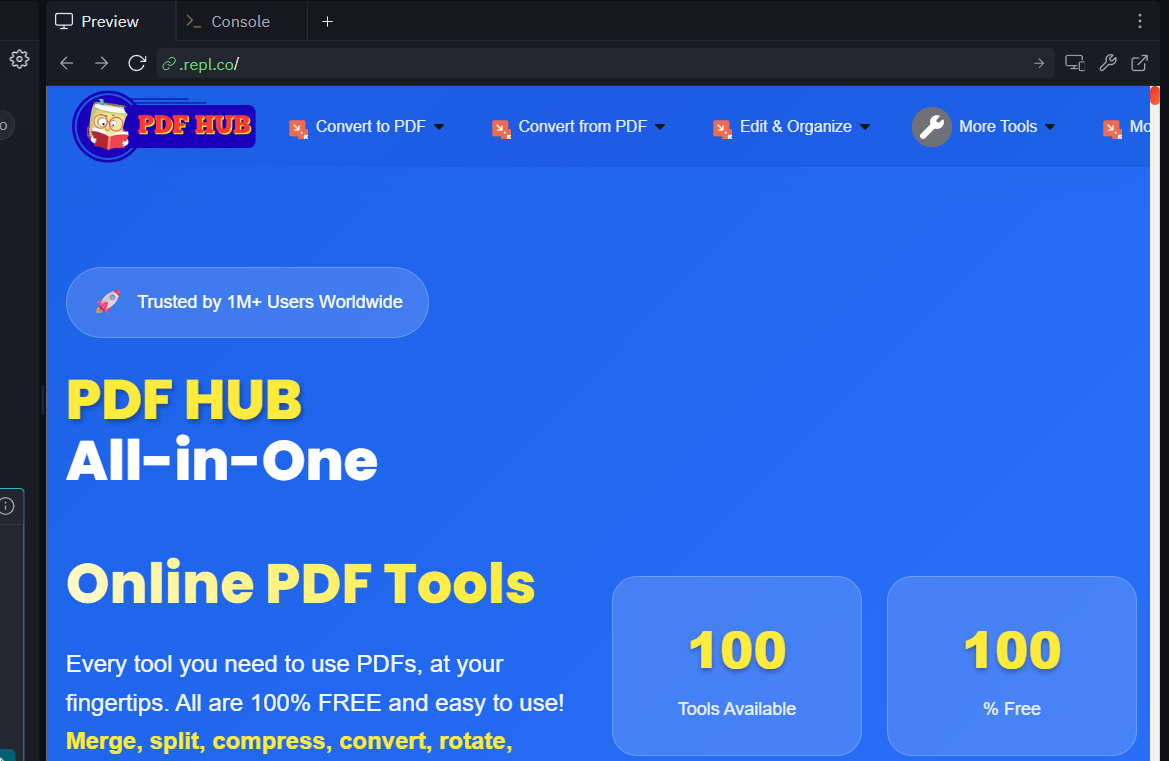 Preview
Console
.repl.co/
PDF HUB
Convert to PDF
Convert from PDF
Edit & Organize
More Tools
Mo
Trusted by 1M+ Users Worldwide
PDF HUB
All-in-One
Online PDF Tools
Every tool you need to use PDFs, at your
fingertips. All are 100% FREE and easy to use!
Merge, split, compress, convert, rotate,
100
Tools Available
100
% Free